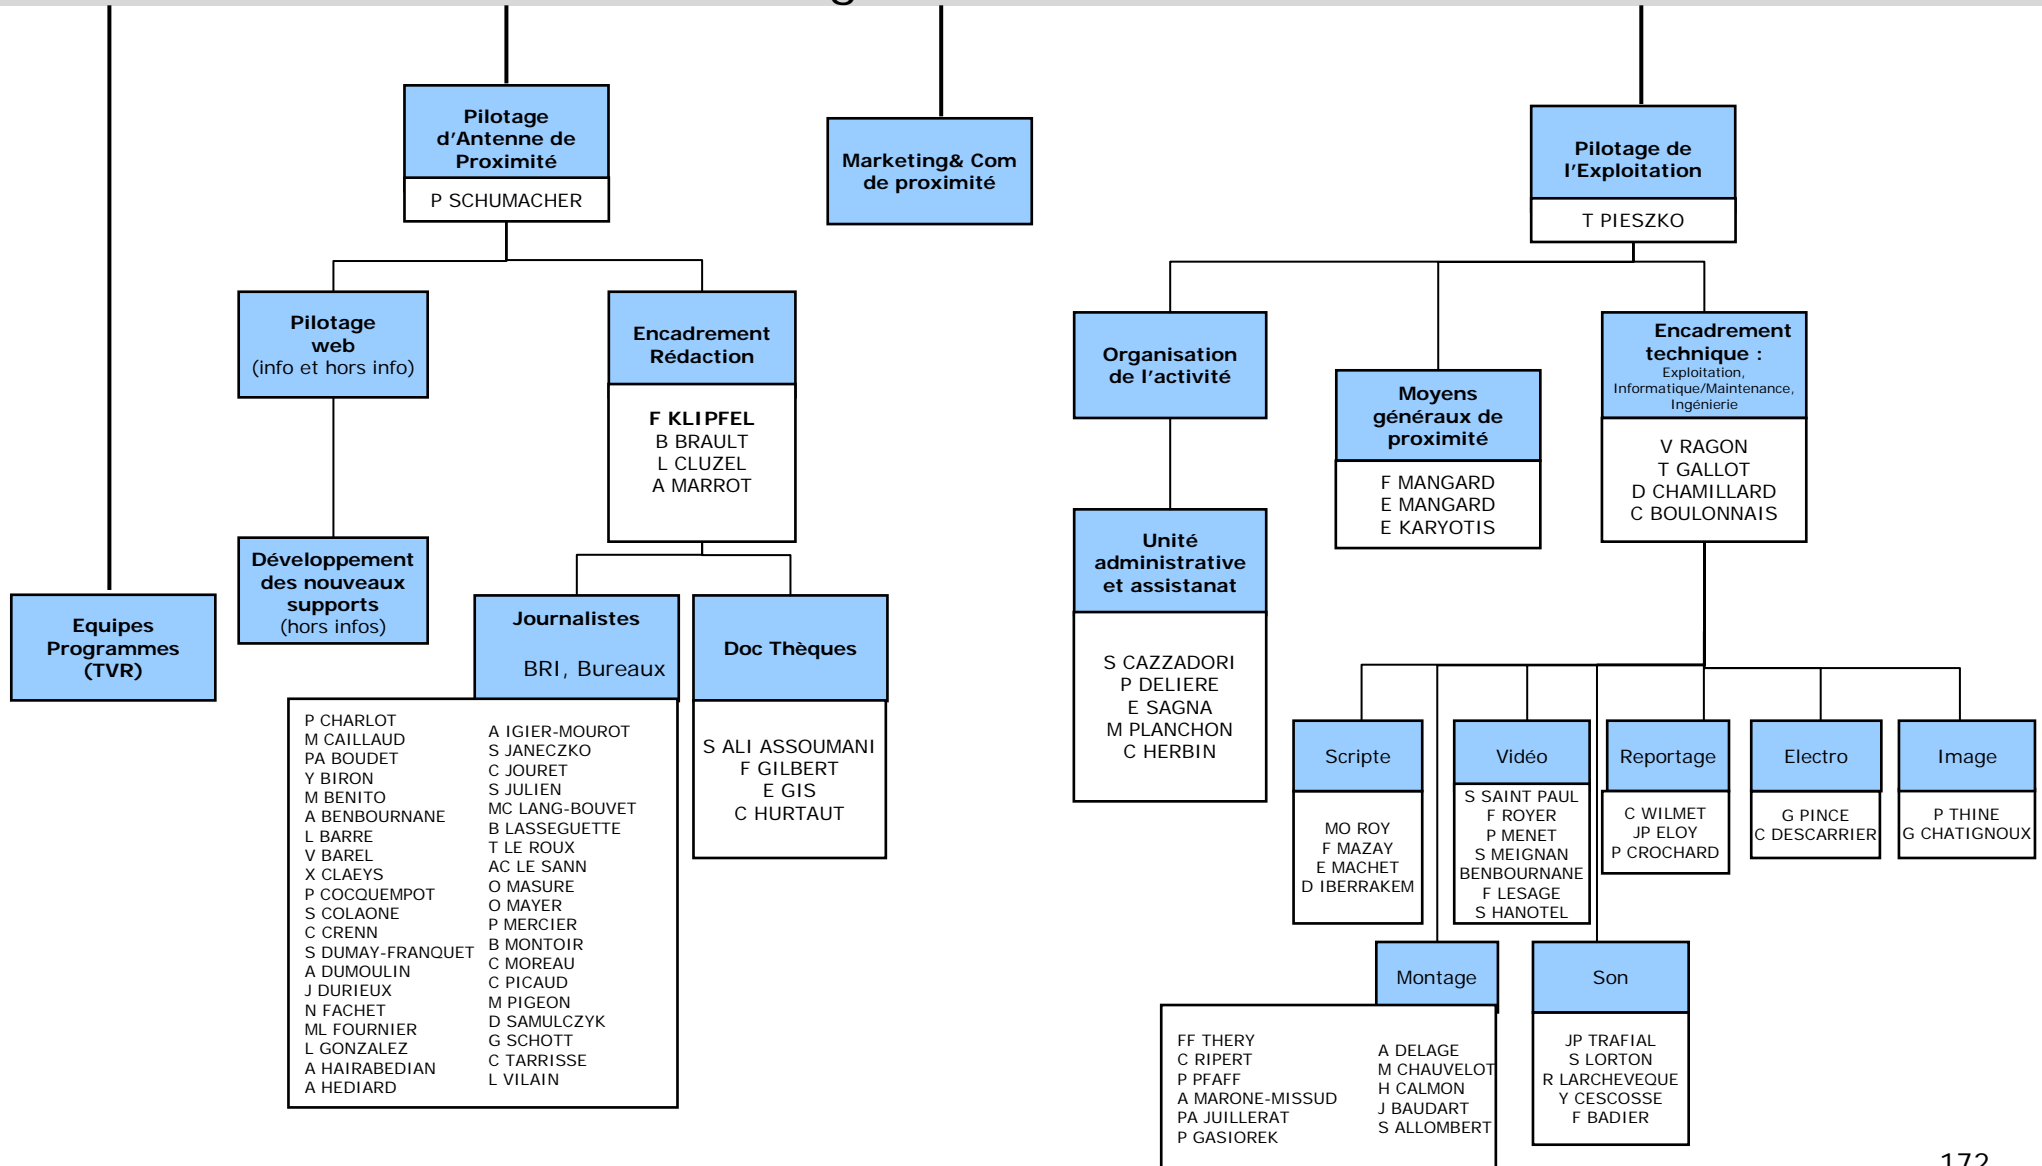 Pilotage
d'Antenne de
Proximité
P SCHUMACHER
Marketing& Com
de proximité
Pilotage de
l'Exploitation
T PIESZKO
Pilotage
web
(info et hors info)
Encadrement
Rédaction
F KLIPFEL
B BRAULT
L CLUZEL
A MARROT
Organisation
de l'activité
Moyens
généraux de
proximité
F MANGARD
E MANGARD
E KARYOTIS
Encadrement
technique :
Exploitation,
Informatique/Maintenance,
Ingénierie
V RAGON
T GALLOT
D CHAMILLARD
C BOULONNAIS
Développement
des nouveaux
supports
(hors infos)
Unité
administrative
et assistanat
S CAZZADORI
P DELIERE
E SAGNA
M PLANCHON
C HERBIN
Equipes
Programmes
(TVR)
Journalistes
BRI, Bureaux
P CHARLOT
M CAILLAUD
PA BOUDET
Y BIRON
M BENITO
A BENBOURNANE
L BARRE
V BAREL
X CLAEYS
P COCQUEMPOT
S COLAONE
C CRENN
S DUMAY-FRANQUET
A DUMOULIN
J DURIEUX
N FACHET
ML FOURNIER
L GONZALEZ
A HAIRABEDIAN
A HEDIARD
A IGIER-MOUROT
S JANECZKO
C JOURET
S JULIEN
MC LANG-BOUVET
B LASSEGUETTE
T LE ROUX
AC LE SANN
O MASURE
O MAYER
P MERCIER
B MONTOIR
C MOREAU
C PICAUD
M PIGEON
D SAMULCZYK
G SCHOTT
C TARRISSE
L VILAIN
Doc Thèques
S ALI ASSOUMANI
F GILBERT
E GIS
C HURTAUT
Scripte
MO ROY
F MAZAY
E MACHET
D IBERRAKEM
Vidéo
S SAINT PAUL
F ROYER
P MENET
S MEIGNAN
BENBOURNANE
F LESAGE
S HANOTEL
Reportage
C WILMET
JP ELOY
P CROCHARD
Electro
G PINCE
C DESCARRIER
Image
P THINE
G CHATIGNOUX
Montage
FF THERY
C RIPERT
P PFAFF
A MARONE-MISSUD
PA JUILLERAT
P GASIOREK
A DELAGE
M CHAUVELOT
H CALMON
J BAUDART
S ALLOMBERT
Son
JP TRAFIAL
S LORTON
R LARCHEVEQUE
Y CESCOSSE
F BADIER
172